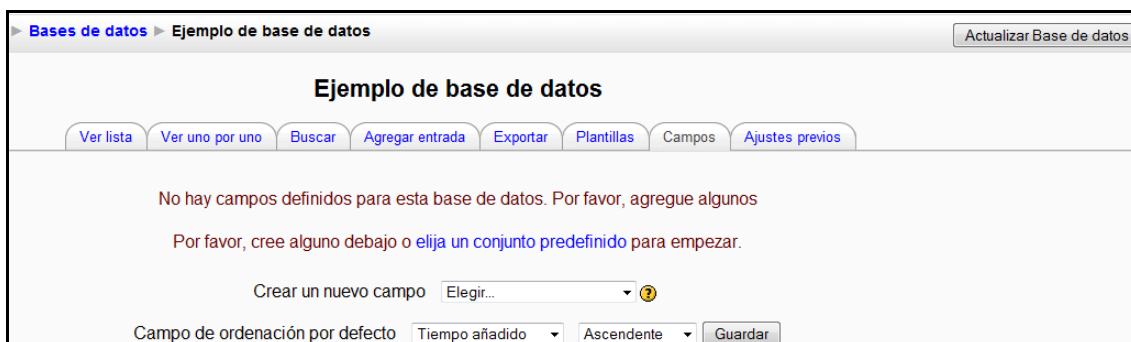 Bases de datos Ejemplo de base de datos Actualizar Base de datos
Ejemplo de base de datos
Ver lista Ver uno por uno Buscar Agregar entrada Exportar Plantillas Campos Ajustes previos
No hay campos definidos para esta base de datos. Por favor, agregue algunos
Por favor, cree alguno debajo o elija un conjunto predefinido para empezar.
Crear un nuevo campo Elegir... ?
Campo de ordenación por defecto Tiempo añadido Ascendente Guardar